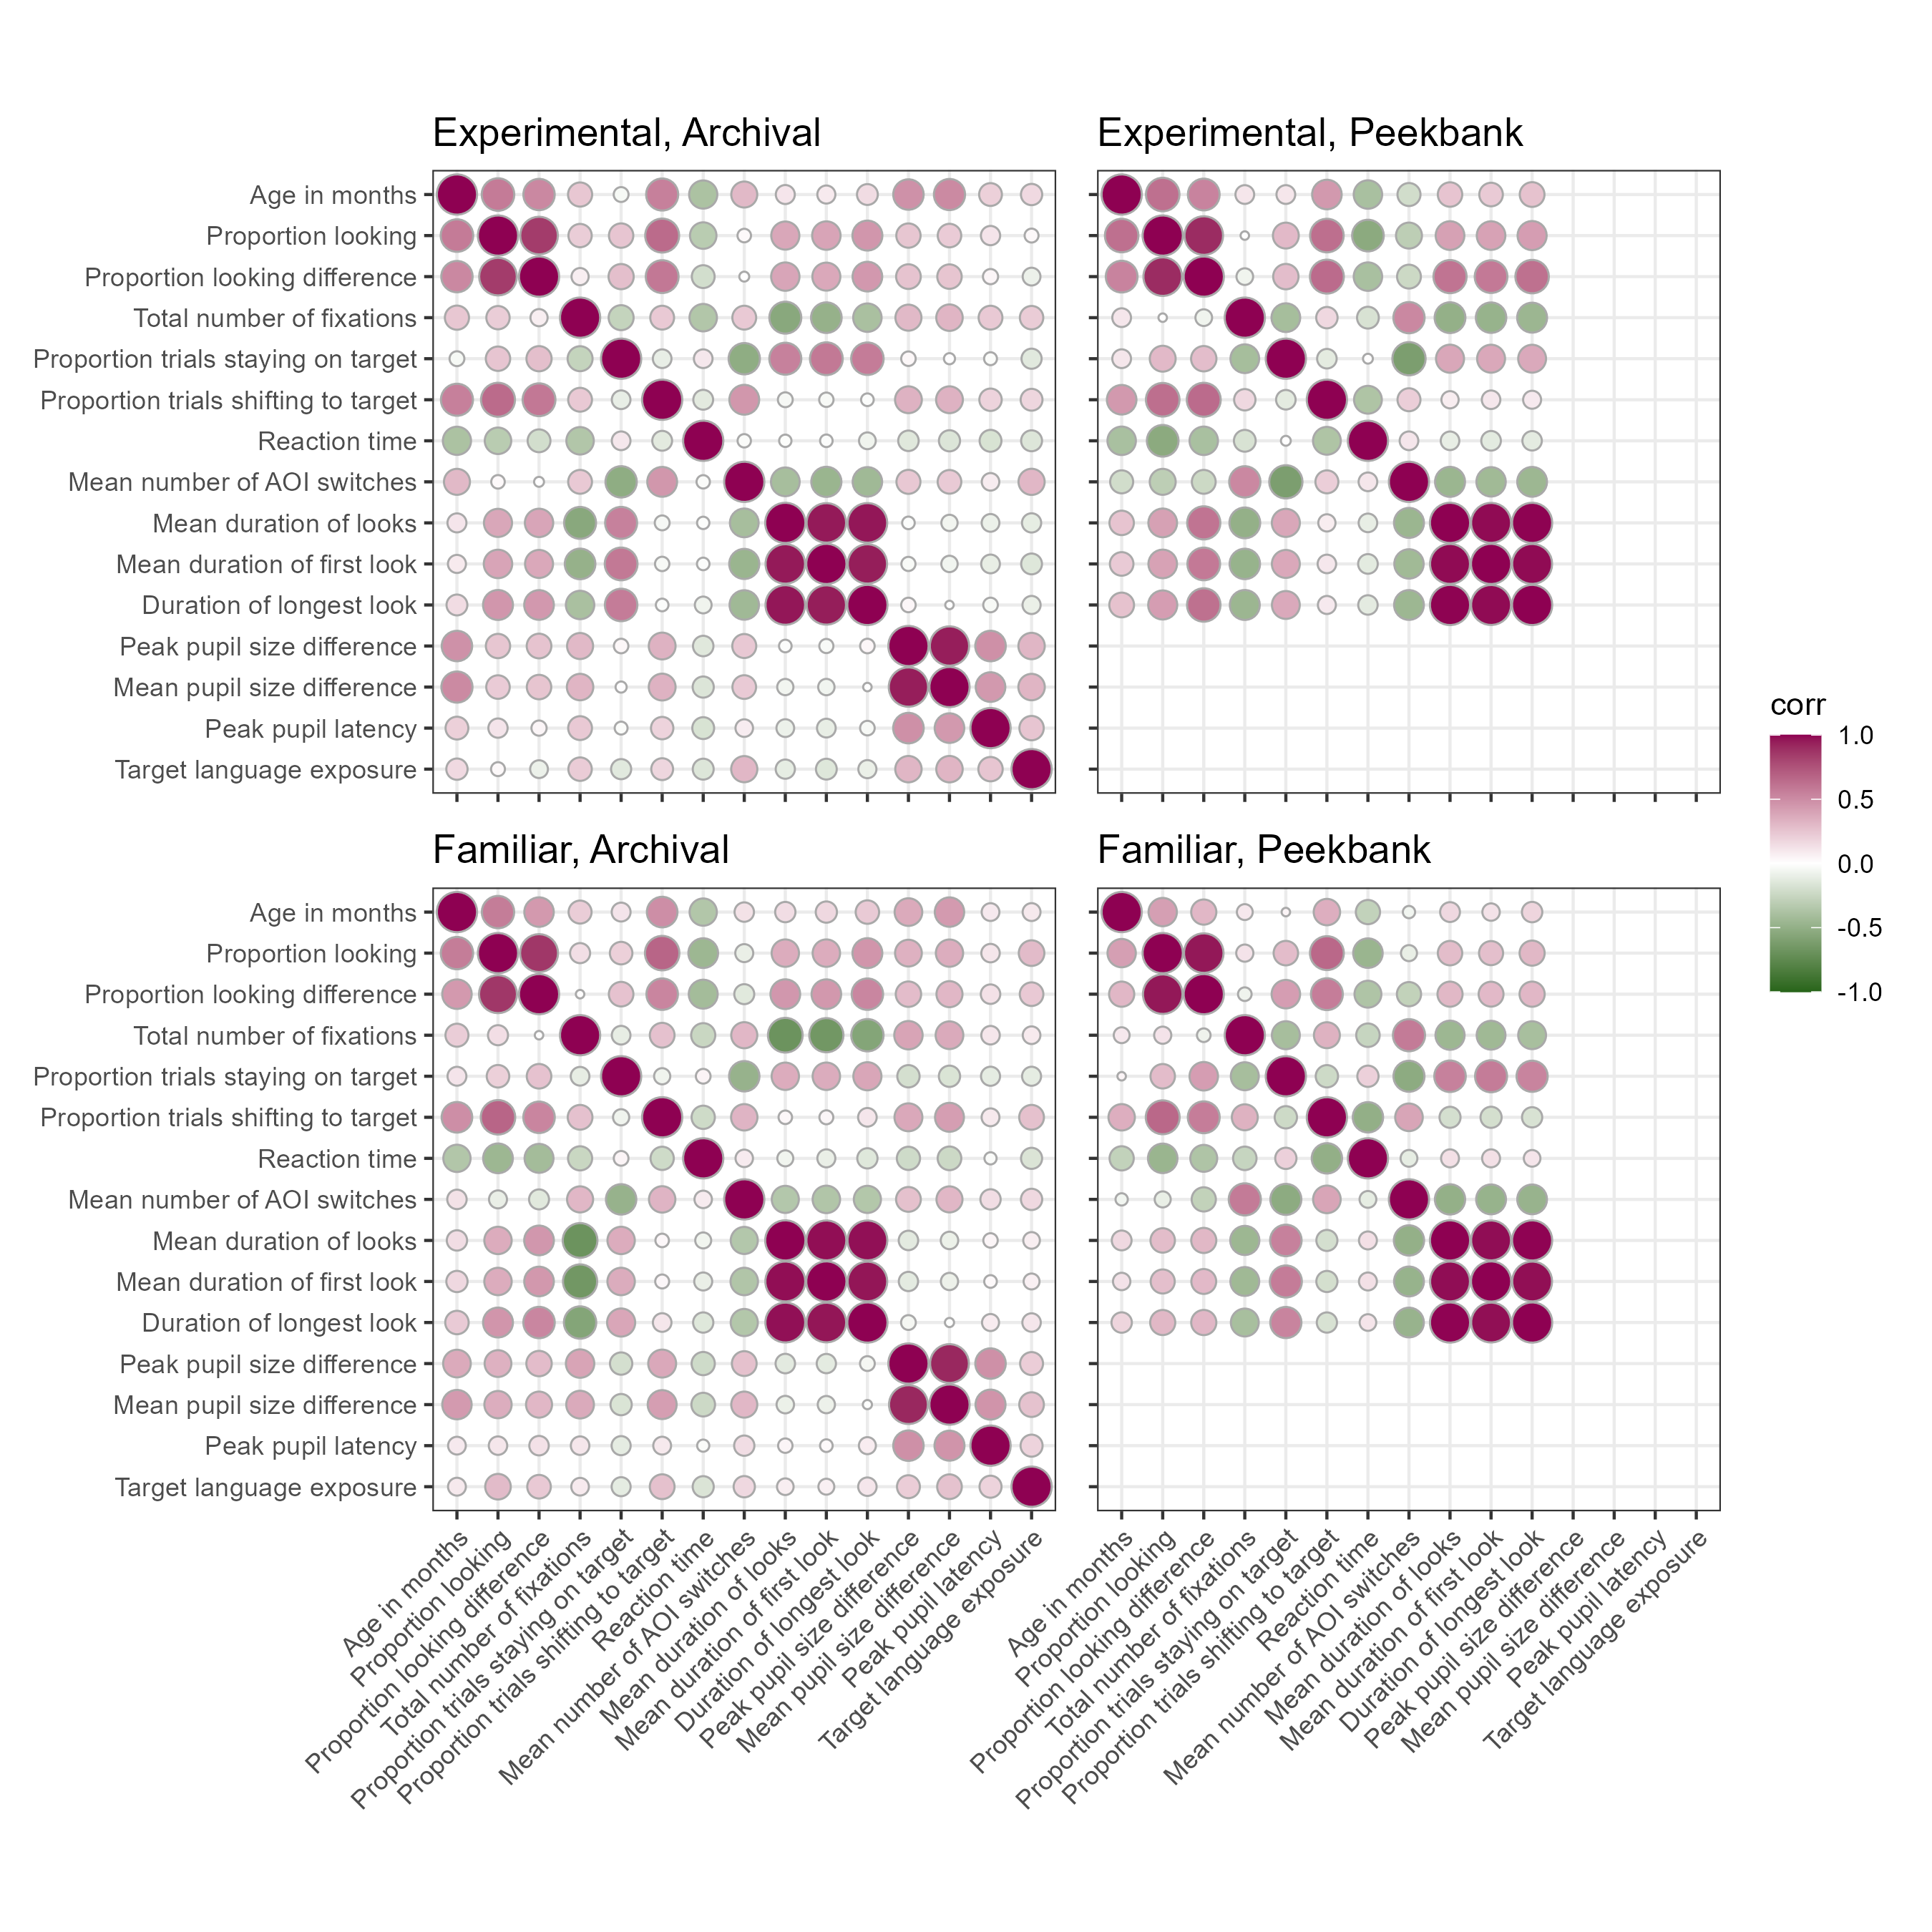 Experimental, Archival
Experimental, Peekbank
Age in months
Proportion looking
Proportion looking difference
Total number of fixations
Proportion trials staying on target
Proportion trials shifting to target
Reaction time
Mean number of AOI switches
Mean duration of looks
Mean duration of first look
Duration of longest look
Peak pupil size difference
Mean pupil size difference
Peak pupil latency
Target language exposure
Familiar, Archival
Familiar, Peekbank
Age in months
Proportion looking
Proportion looking difference
Total number of fixations
Proportion trials staying on target
Proportion trials shifting to target
Reaction time
Mean number of AOI switches
Mean duration of looks
Mean duration of first look
Duration of longest look
Peak pupil size difference
Mean pupil size difference
Peak pupil latency
Target language exposure
Age in months
Proportion looking
Proportion looking difference
Total number of fixations
Proportion trials staying on target
Proportion trials shifting to target
Reaction time
Mean number of AOI switches
Mean duration of looks
Mean duration of first look
Duration of longest look
Peak pupil size difference
Mean pupil size difference
Peak pupil latency
Target language exposure
Age in months
Proportion looking
Proportion looking difference
Total number of fixations
Proportion trials staying on target
Proportion trials shifting to target
Reaction time
Mean number of AOI switches
Mean duration of looks
Mean duration of first look
Duration of longest look
Peak pupil size difference
Mean pupil size difference
Peak pupil latency
Target language exposure
corr
1.0
0.5
0.0
-0.5
-1.0